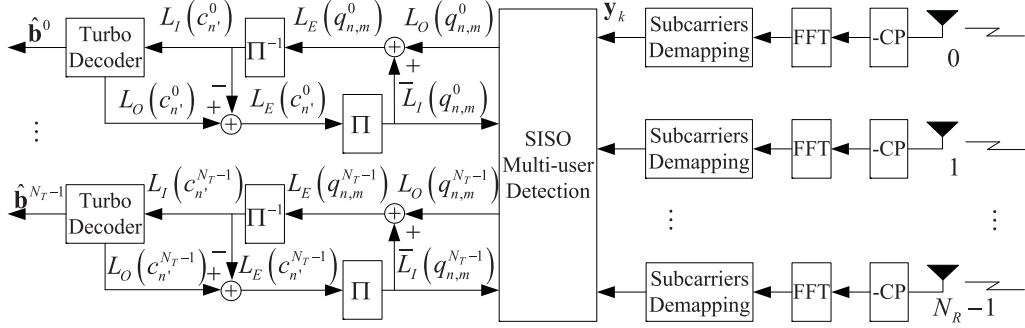 b̂^0
Turbo Decoder
L_I(c_{n'}^0)
Π^{-1}
L_E(q_{n,m}^0)
+
L_O(q_{n,m}^0)
y_k
Subcarriers Demapping
FFT
-CP
0
L_O(c_{n'}^0)
+
−
L_E(c_{n'}^0)
Π
L̄_I(q_{n,m}^0)
⋮
SISO
Multi-user
Detection
Subcarriers Demapping
FFT
-CP
1
b̂^{N_T−1}
Turbo Decoder
L_I(c_{n'}^{N_T−1})
Π^{-1}
L_E(q_{n,m}^{N_T−1})
+
L_O(q_{n,m}^{N_T−1})
⋮
⋮
L_O(c_{n'}^{N_T−1})
+
−
L_E(c_{n'}^{N_T−1})
Π
L̄_I(q_{n,m}^{N_T−1})
Subcarriers Demapping
FFT
-CP
N_R−1